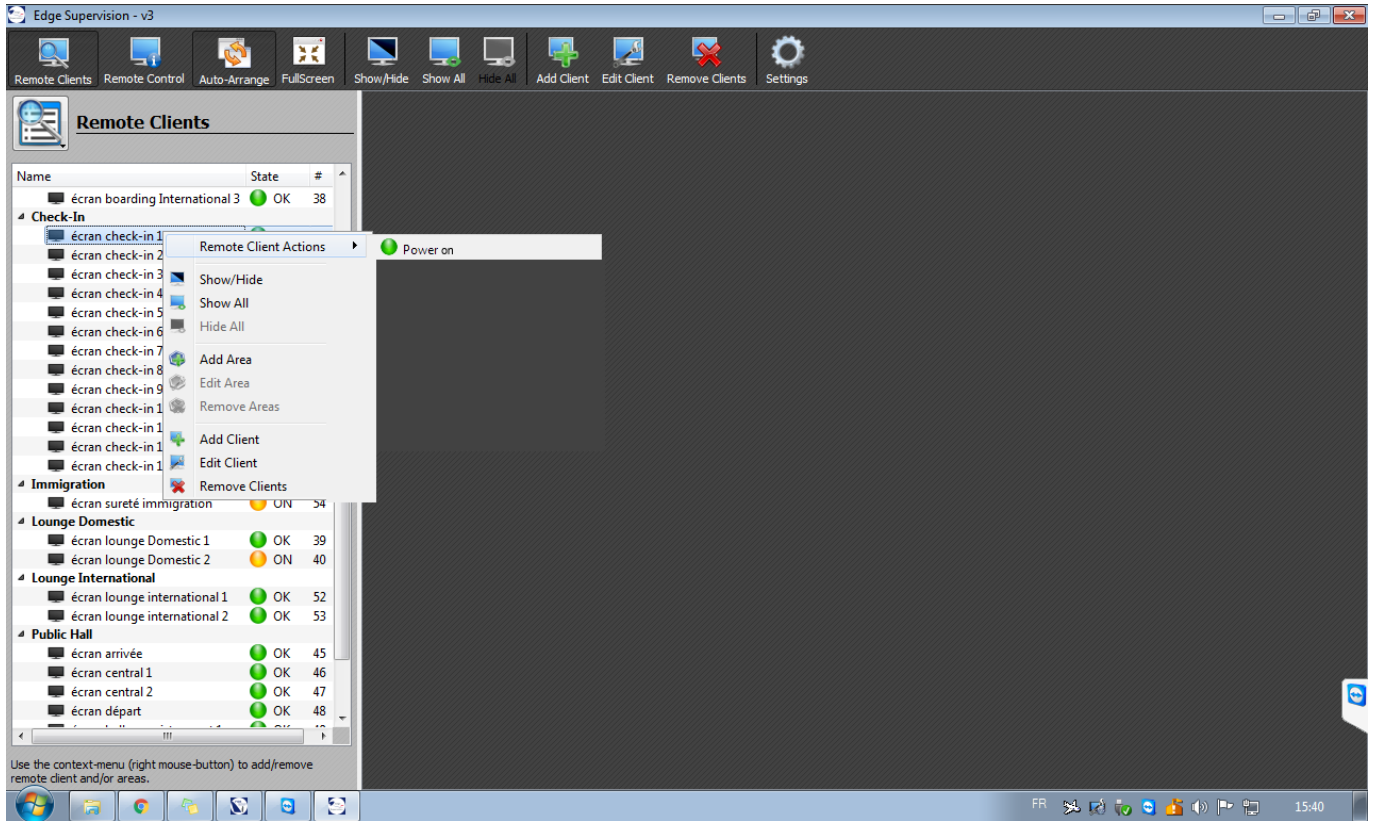 Edge Supervision - v3
Remote Clients Remote Control Auto-Arrange FullScreen Show/Hide Show All Hide All Add Client Edit Client Remove Clients Settings
Remote Clients
Name State #
écran boarding International 3 OK 38
Check-In
écran check-in 1
écran check-in 2
écran check-in 3
écran check-in 4
écran check-in 5
écran check-in 6
écran check-in 7
écran check-in 8
écran check-in 9
écran check-in 1
écran check-in 1
écran check-in 1
écran check-in 1
Remote Client Actions
Power on
Show/Hide
Show All
Hide All
Add Area
Edit Area
Remove Areas
Add Client
Edit Client
Remove Clients
Immigration
écran sureté immigration ON 54
Lounge Domestic
écran lounge Domestic 1 OK 39
écran lounge Domestic 2 ON 40
Lounge International
écran lounge international 1 OK 52
écran lounge international 2 OK 53
Public Hall
écran arrivée OK 45
écran central 1 OK 46
écran central 2 OK 47
écran départ OK 48
Use the context-menu (right mouse-button) to add/remove
remote client and/or areas.
FR 15:40